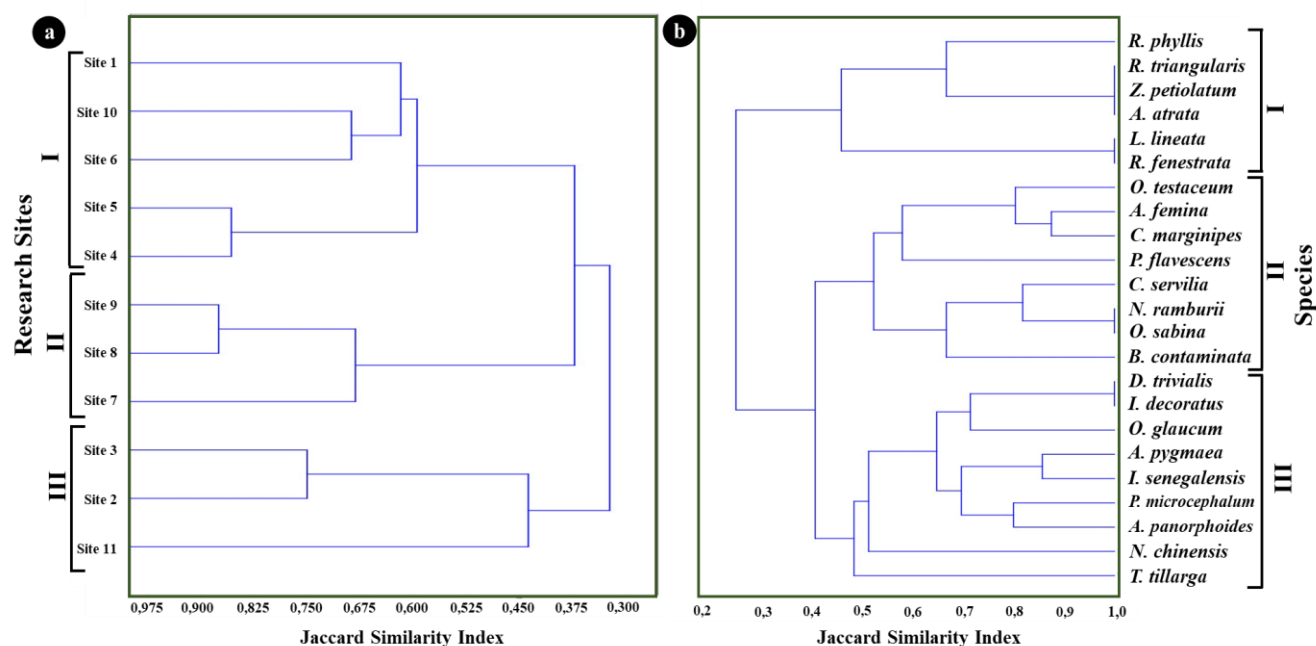 a
Research Sites
I
II
III
Site 1
Site 10
Site 6
Site 5
Site 4
Site 9
Site 8
Site 7
Site 3
Site 2
Site 11
0,975 0,900 0,825 0,750 0,675 0,600 0,525 0,450 0,375 0,300
Jaccard Similarity Index
b
R. phyllis
R. triangularis
Z. petiolatum
A. atrata
L. lineata
R. fenestrata
O. testaceum
A. femina
C. marginipes
P. flavescens
C. servilia
N. ramburii
O. sabina
B. contaminata
D. trivialis
I. decoratus
O. glaucum
A. pygmaea
I. senegalensis
P. microcephalum
A. panorphoides
N. chinensis
T. tillarga
I
II
III
Species
0,2 0,3 0,4 0,5 0,6 0,7 0,8 0,9 1,0
Jaccard Similarity Index